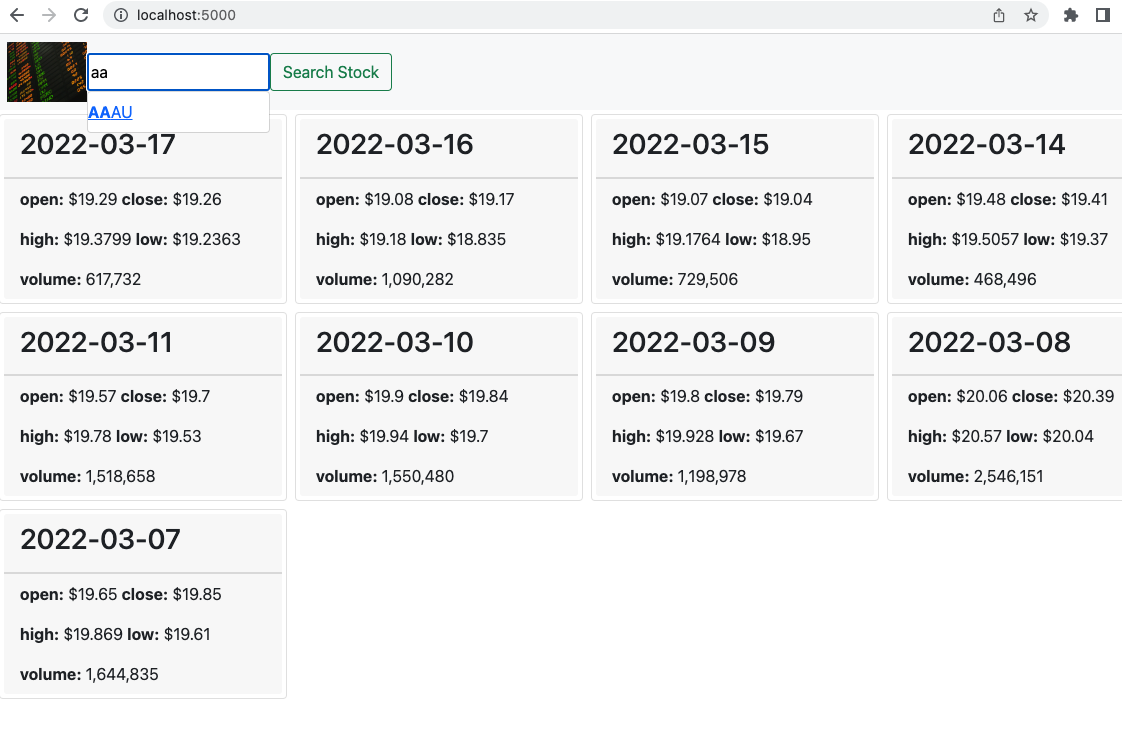 localhost:5000
aa
Search Stock
AAAU
2022-03-17 2022-03-16 2022-03-15 2022-03-14
open: $19.29 close: $19.26 open: $19.08 close: $19.17 open: $19.07 close: $19.04 open: $19.48 close: $19.41
high: $19.3799 low: $19.2363 high: $19.18 low: $18.835 high: $19.1764 low: $18.95 high: $19.5057 low: $19.37
volume: 617,732 volume: 1,090,282 volume: 729,506 volume: 468,496
2022-03-11 2022-03-10 2022-03-09 2022-03-08
open: $19.57 close: $19.7 open: $19.9 close: $19.84 open: $19.8 close: $19.79 open: $20.06 close: $20.39
high: $19.78 low: $19.53 high: $19.94 low: $19.7 high: $19.928 low: $19.67 high: $20.57 low: $20.04
volume: 1,518,658 volume: 1,550,480 volume: 1,198,978 volume: 2,546,151
2022-03-07
open: $19.65 close: $19.85
high: $19.869 low: $19.61
volume: 1,644,835